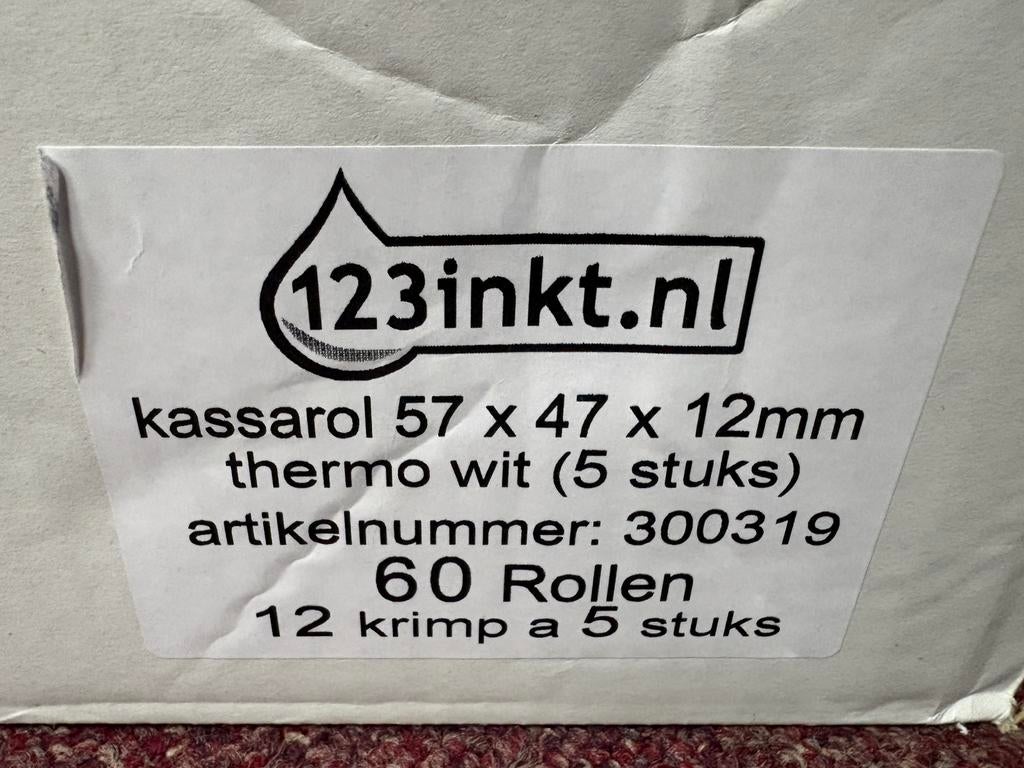 123inkt.nl
kassarol 57 x 47 x 12mm
thermo wit (5 stuks)
artikelnummer: 300319
60 Rollen
12 krimp a 5 stuks